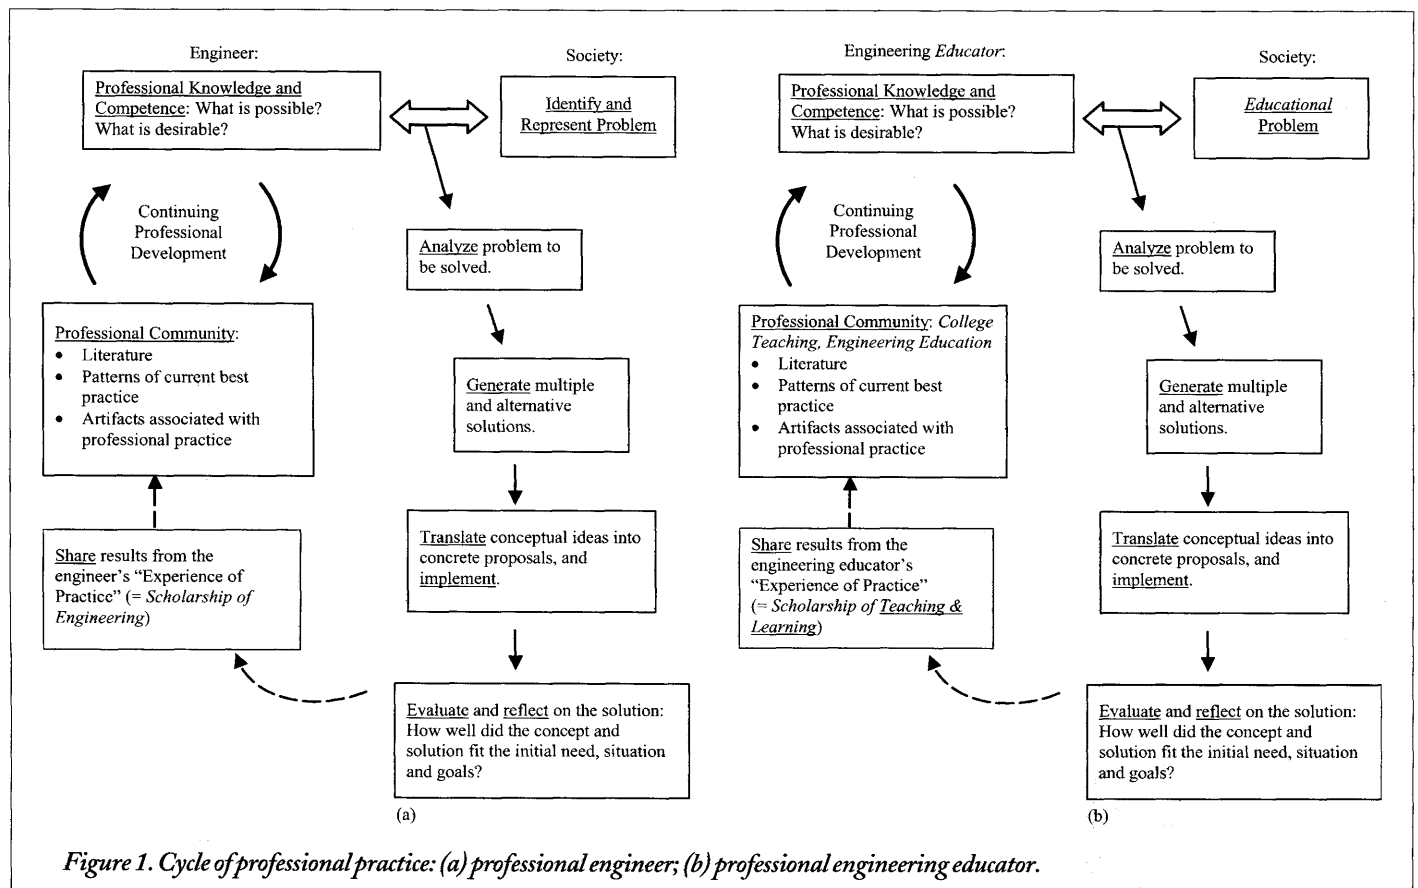 Engineer:
Society:
Professional Knowledge and
Competence: What is possible?
What is desirable?
Identify and
Represent Problem
Continuing
Professional
Development
Analyze problem to
be solved.
Professional Community:
• Literature
• Patterns of current best
practice
• Artifacts associated with
professional practice
Generate multiple
and alternative
solutions.
Share results from the
engineer's “Experience of
Practice” (= Scholarship of
Engineering)
Translate conceptual ideas into
concrete proposals, and
implement.
Evaluate and reflect on the solution:
How well did the concept and
solution fit the initial need, situation
and goals?
(a)
Engineering Educator:
Society:
Professional Knowledge and
Competence: What is possible?
What is desirable?
Educational
Problem
Continuing
Professional
Development
Analyze problem to
be solved.
Professional Community: College
Teaching, Engineering Education
• Literature
• Patterns of current best
practice
• Artifacts associated with
professional practice
Generate multiple
and alternative
solutions.
Share results from the
engineering educator's
“Experience of Practice”
(= Scholarship of Teaching &
Learning)
Translate conceptual ideas into
concrete proposals, and
implement.
Evaluate and reflect on the solution:
How well did the concept and
solution fit the initial need, situation
and goals?
(b)
Figure 1. Cycle of professional practice: (a) professional engineer; (b) professional engineering educator.